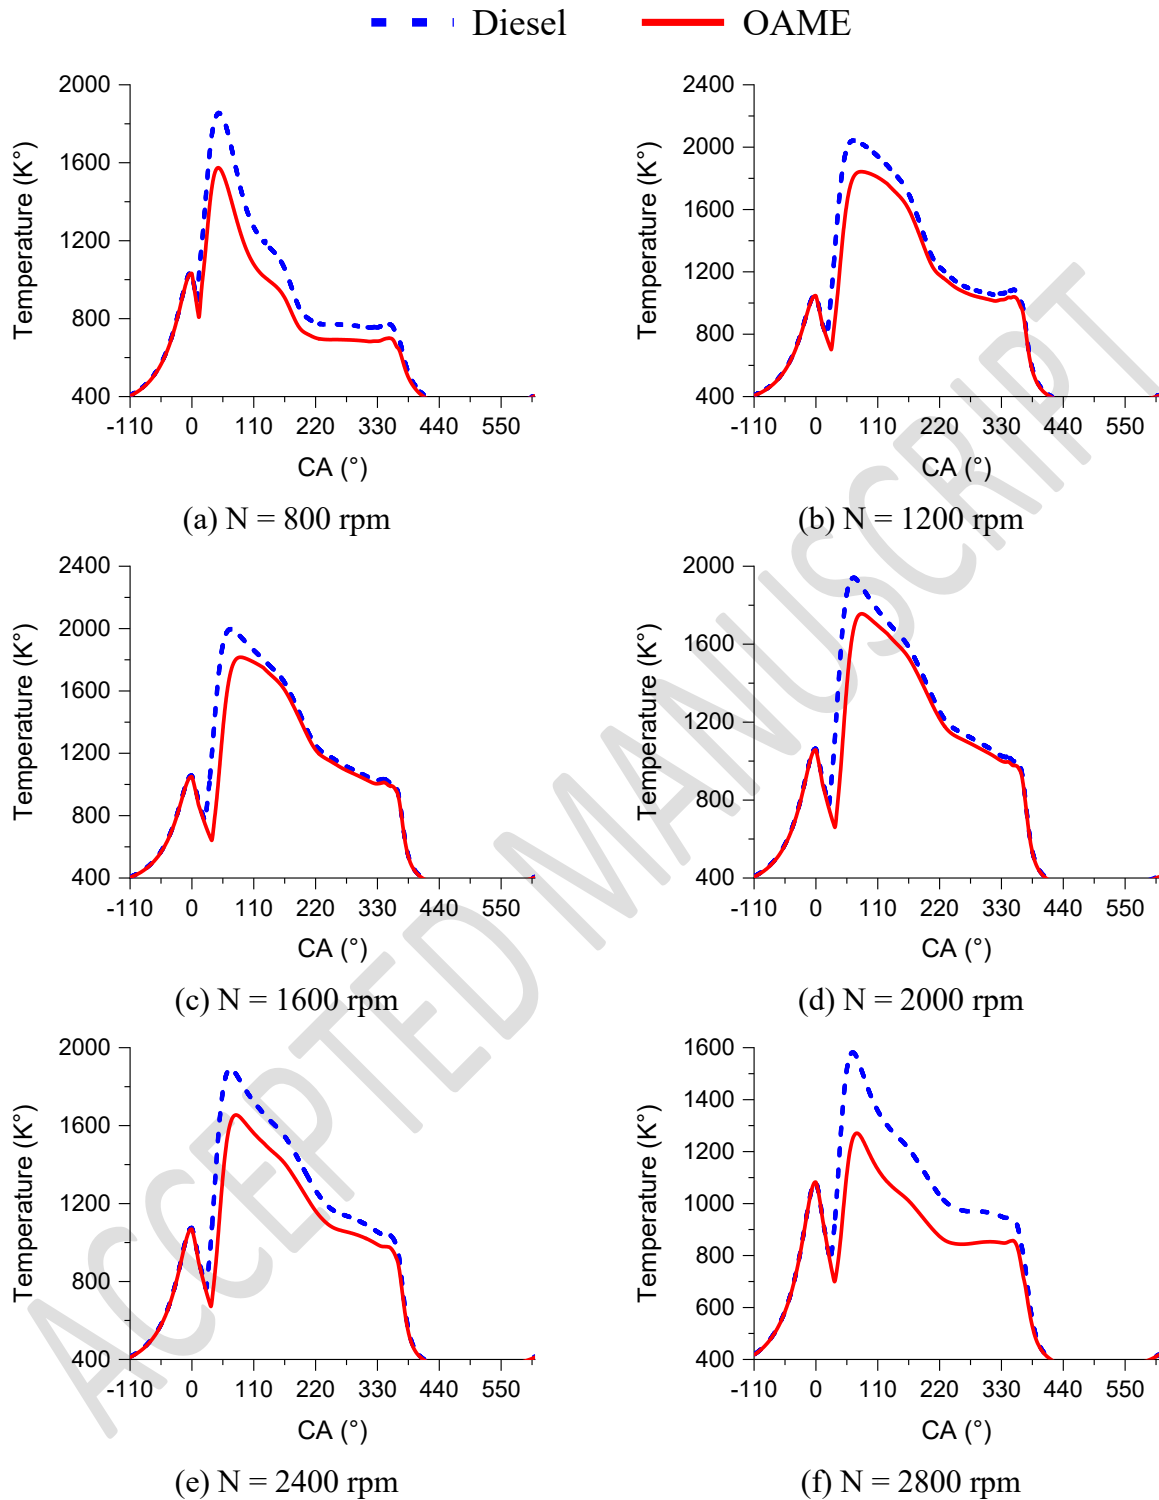 Diesel OAME
2000
1600
1200
800
400
Temperature (K°)
-110 0 110 220 330 440 550
CA (°)
(a) N = 800 rpm
2400
2000
1600
1200
800
400
Temperature (K°)
-110 0 110 220 330 440 550
CA (°)
(b) N = 1200 rpm
2400
2000
1600
1200
800
400
Temperature (K°)
-110 0 110 220 330 440 550
CA (°)
(c) N = 1600 rpm
2000
1600
1200
800
400
Temperature (K°)
-110 0 110 220 330 440 550
CA (°)
(d) N = 2000 rpm
2000
1600
1200
800
400
Temperature (K°)
-110 0 110 220 330 440 550
CA (°)
(e) N = 2400 rpm
1600
1400
1200
1000
800
600
400
Temperature (K°)
-110 0 110 220 330 440 550
CA (°)
(f) N = 2800 rpm
ACCEPTED MANUSCRIPT